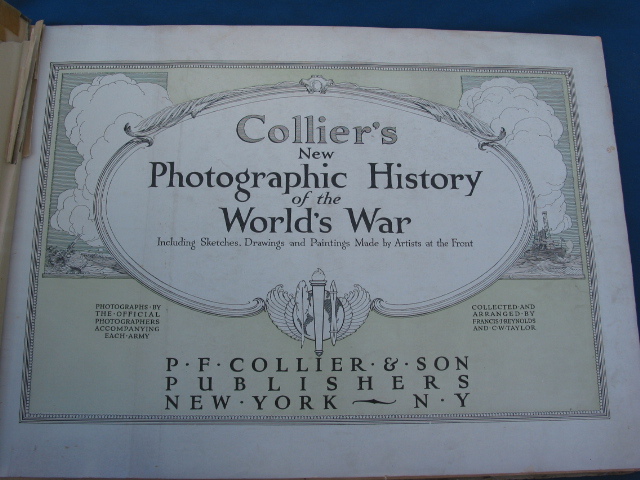 Collier's
New
Photographic History
of the
World's War
Including Sketches, Drawings and Paintings Made by Artists at the Front
PHOTOGRAPHS·BY
THE·OFFICIAL
PHOTOGRAPHERS
ACCOMPANYING
EACH·ARMY
COLLECTED·AND
ARRANGED·BY
FRANCIS·J·REYNOLDS
AND·C·W·TAYLOR
P·F·COLLIER·&·SON
PUBLISHERS
NEW·YORK — N·Y